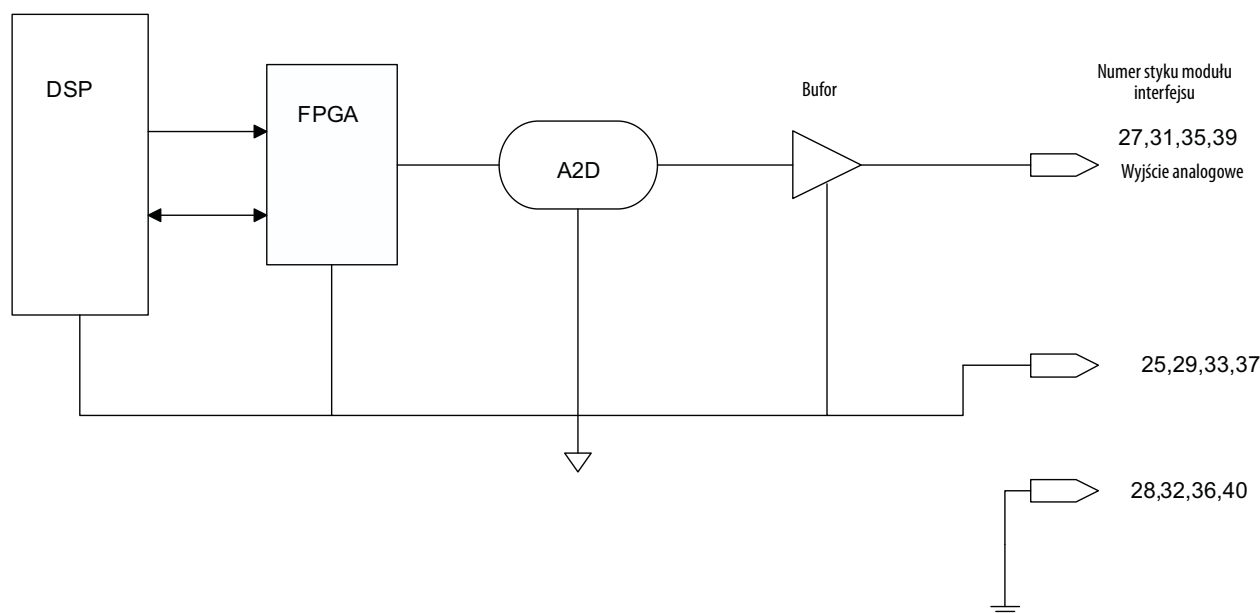 DSP
FPGA
A2D
Bufor
Numer styku modułu
interfejsu
27,31,35,39
Wyjście analogowe
25,29,33,37
28,32,36,40